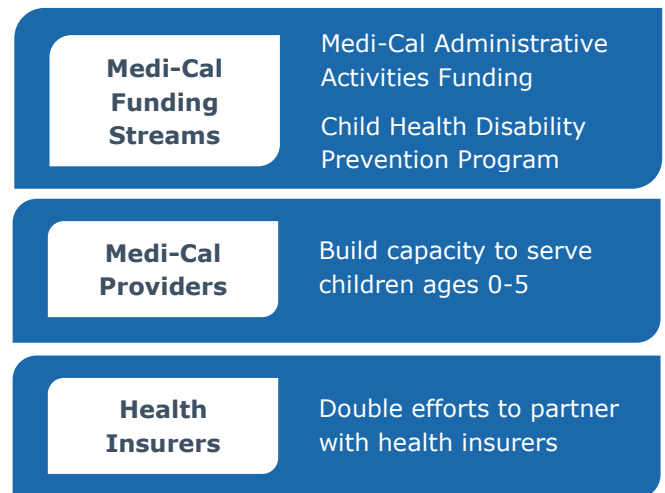 Medi-Cal
Funding
Streams
Medi-Cal Administrative
Activities Funding
Child Health Disability
Prevention Program
Medi-Cal
Providers
Build capacity to serve
children ages 0-5
Health
Insurers
Double efforts to partner
with health insurers